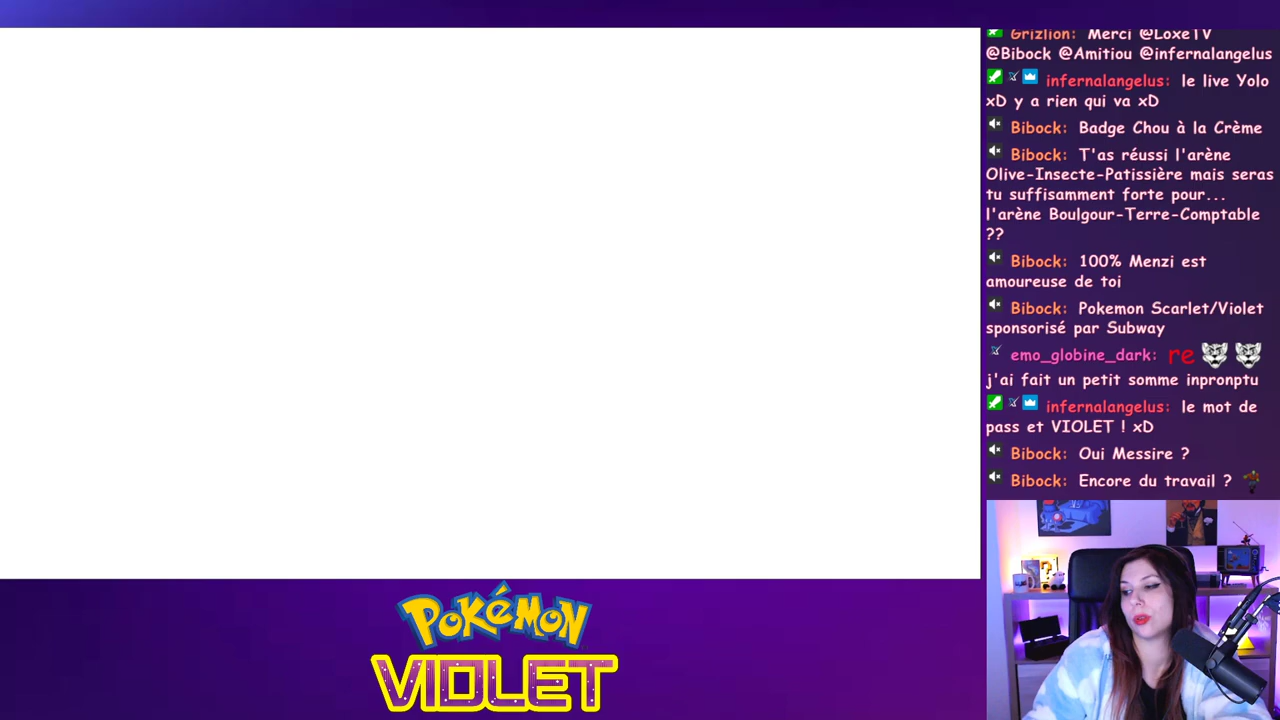 Grizlion: Merci @LoxeTV
@Bibock @Amitiou @infernalangelus
infernalangelus: le live Yolo
xD y a rien qui va xD
Bibock: Badge Chou à la Crème
Bibock: T'as réussi l'arène
Olive-Insecte-Patissière mais seras
tu suffisamment forte pour...
l'arène Boulgour-Terre-Comptable
??
Bibock: 100% Menzi est
amoureuse de toi
Bibock: Pokemon Scarlet/Violet
sponsorisé par Subway
emo_globine_dark: re
j'ai fait un petit somme inpronptu
infernalangelus: le mot de
pass et VIOLET ! xD
Bibock: Oui Messire ?
Bibock: Encore du travail ?
POKéMON
VIOLET